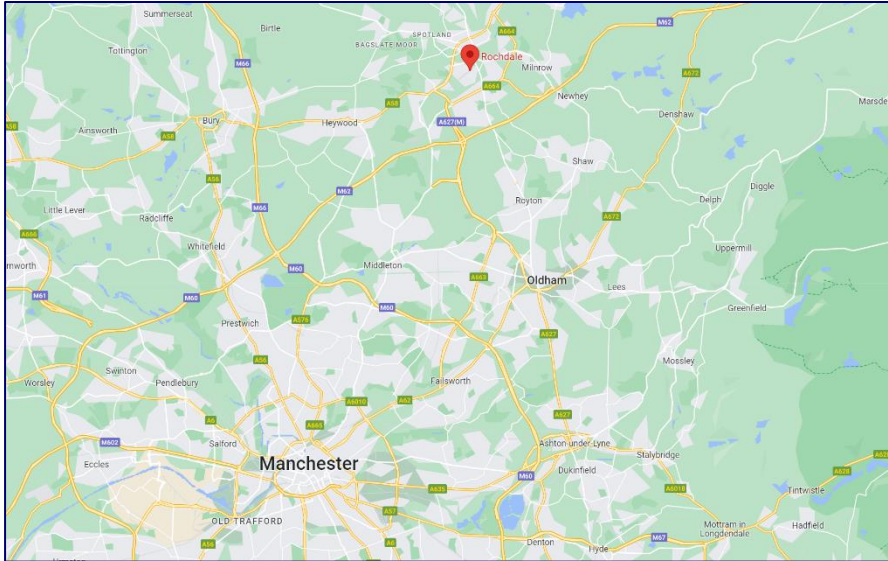 Summerseat
Birtle
SPOTLAND
A664
M62
Tottington
M66
BAGSLATE MOOR
Rochdale
Milnrow
A672
A58
A664
Newhey
Denshaw
Marsde
A58
Ainsworth
A58
Bury
Heywood
A627(M)
Shaw
A56
M62
Diggle
Little Lever
Radcliffe
M66
Royton
Delph
A666
Whitefield
A672
Uppermill
rnworth
Middleton
M60
A663
Oldham
Lees
M61
M60
M60
Greenfield
Prestwich
A576
A627
A56
Mossley
Swinton
Worsley
Pendlebury
Failsworth
A6010
A62
A6
A627
M602
Salford
A665
Ashton-under-Lyne
Eccles
Manchester
Stalybridge
M60
Dukinfield
A628
A635
A6018
Tintwistle
A57
OLD TRAFFORD
Mottram in
Longdendale
Hadfield
A56
A6
Denton
Hyde
M67